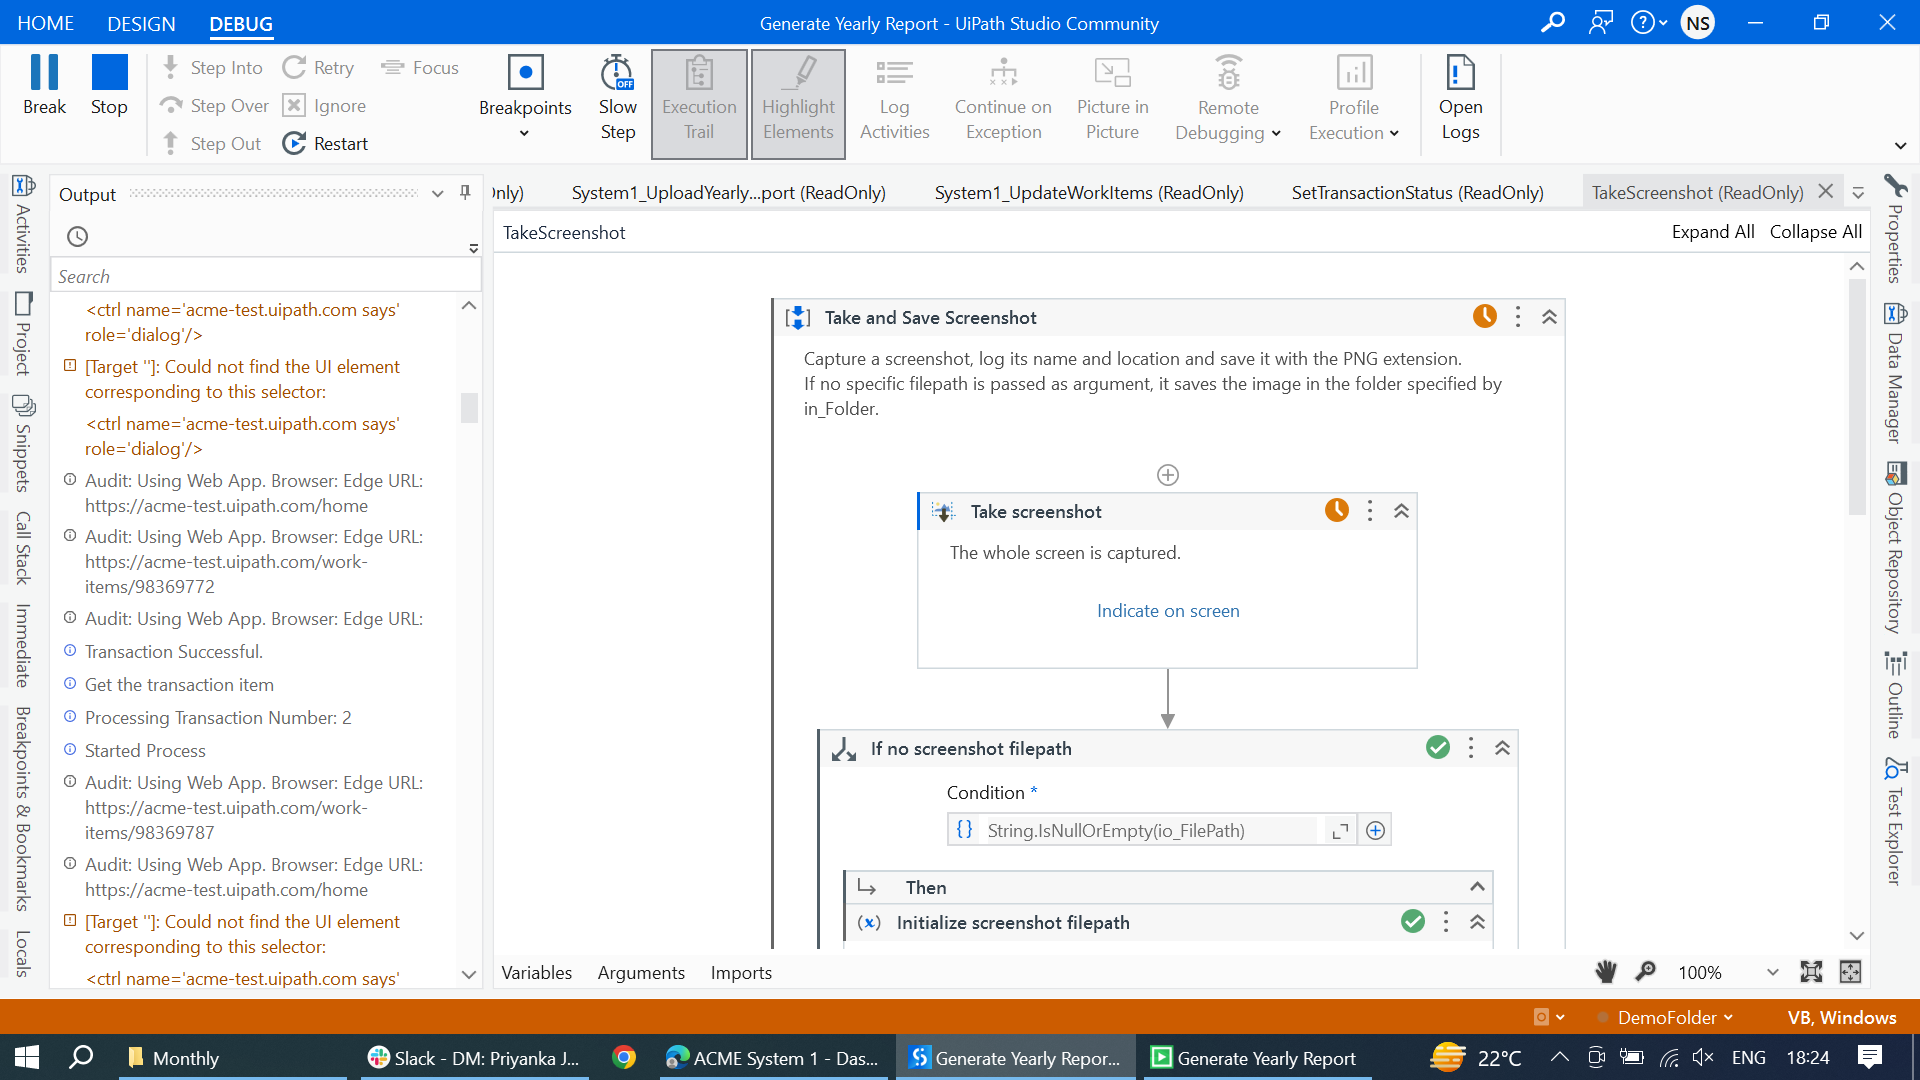 HOME DESIGN DEBUG
Generate Yearly Report - UiPath Studio Community
NS
Break
Stop
Step Into
Step Over
Step Out
Retry
Ignore
Restart
Focus
Breakpoints
OFF
Slow
Step
Execution
Trail
Highlight
Elements
Log
Activities
Continue on
Exception
Picture in
Picture
Remote
Debugging
Profile
Execution
Open
Logs
Activities
Project
Snippets
Call Stack
Immediate
Breakpoints & Bookmarks
Locals
Output
Search
<ctrl name='acme-test.uipath.com says'
role='dialog'/>
[Target '']: Could not find the UI element
corresponding to this selector:
<ctrl name='acme-test.uipath.com says'
role='dialog'/>
Audit: Using Web App. Browser: Edge URL:
https://acme-test.uipath.com/home
Audit: Using Web App. Browser: Edge URL:
https://acme-test.uipath.com/work-
items/98369772
Audit: Using Web App. Browser: Edge URL:
Transaction Successful.
Get the transaction item
Processing Transaction Number: 2
Started Process
Audit: Using Web App. Browser: Edge URL:
https://acme-test.uipath.com/work-
items/98369787
Audit: Using Web App. Browser: Edge URL:
https://acme-test.uipath.com/home
[Target '']: Could not find the UI element
corresponding to this selector:
<ctrl name='acme-test.uipath.com says'
Only) System1_UploadYearly...port (ReadOnly) System1_UpdateWorkItems (ReadOnly) SetTransactionStatus (ReadOnly) TakeScreenshot (ReadOnly)
TakeScreenshot
Expand All Collapse All
Take and Save Screenshot
Capture a screenshot, log its name and location and save it with the PNG extension.
If no specific filepath is passed as argument, it saves the image in the folder specified by
in_Folder.
Take screenshot
The whole screen is captured.
Indicate on screen
If no screenshot filepath
Condition *
String.IsNullOrEmpty(io_FilePath)
Then
(x) Initialize screenshot filepath
Variables Arguments Imports
100%
Properties
Data Manager
Object Repository
Outline
Test Explorer
DemoFolder
VB, Windows
Monthly
Slack - DM: Priyanka J...
ACME System 1 - Das...
Generate Yearly Repor...
Generate Yearly Report
22°C
ENG
18:24